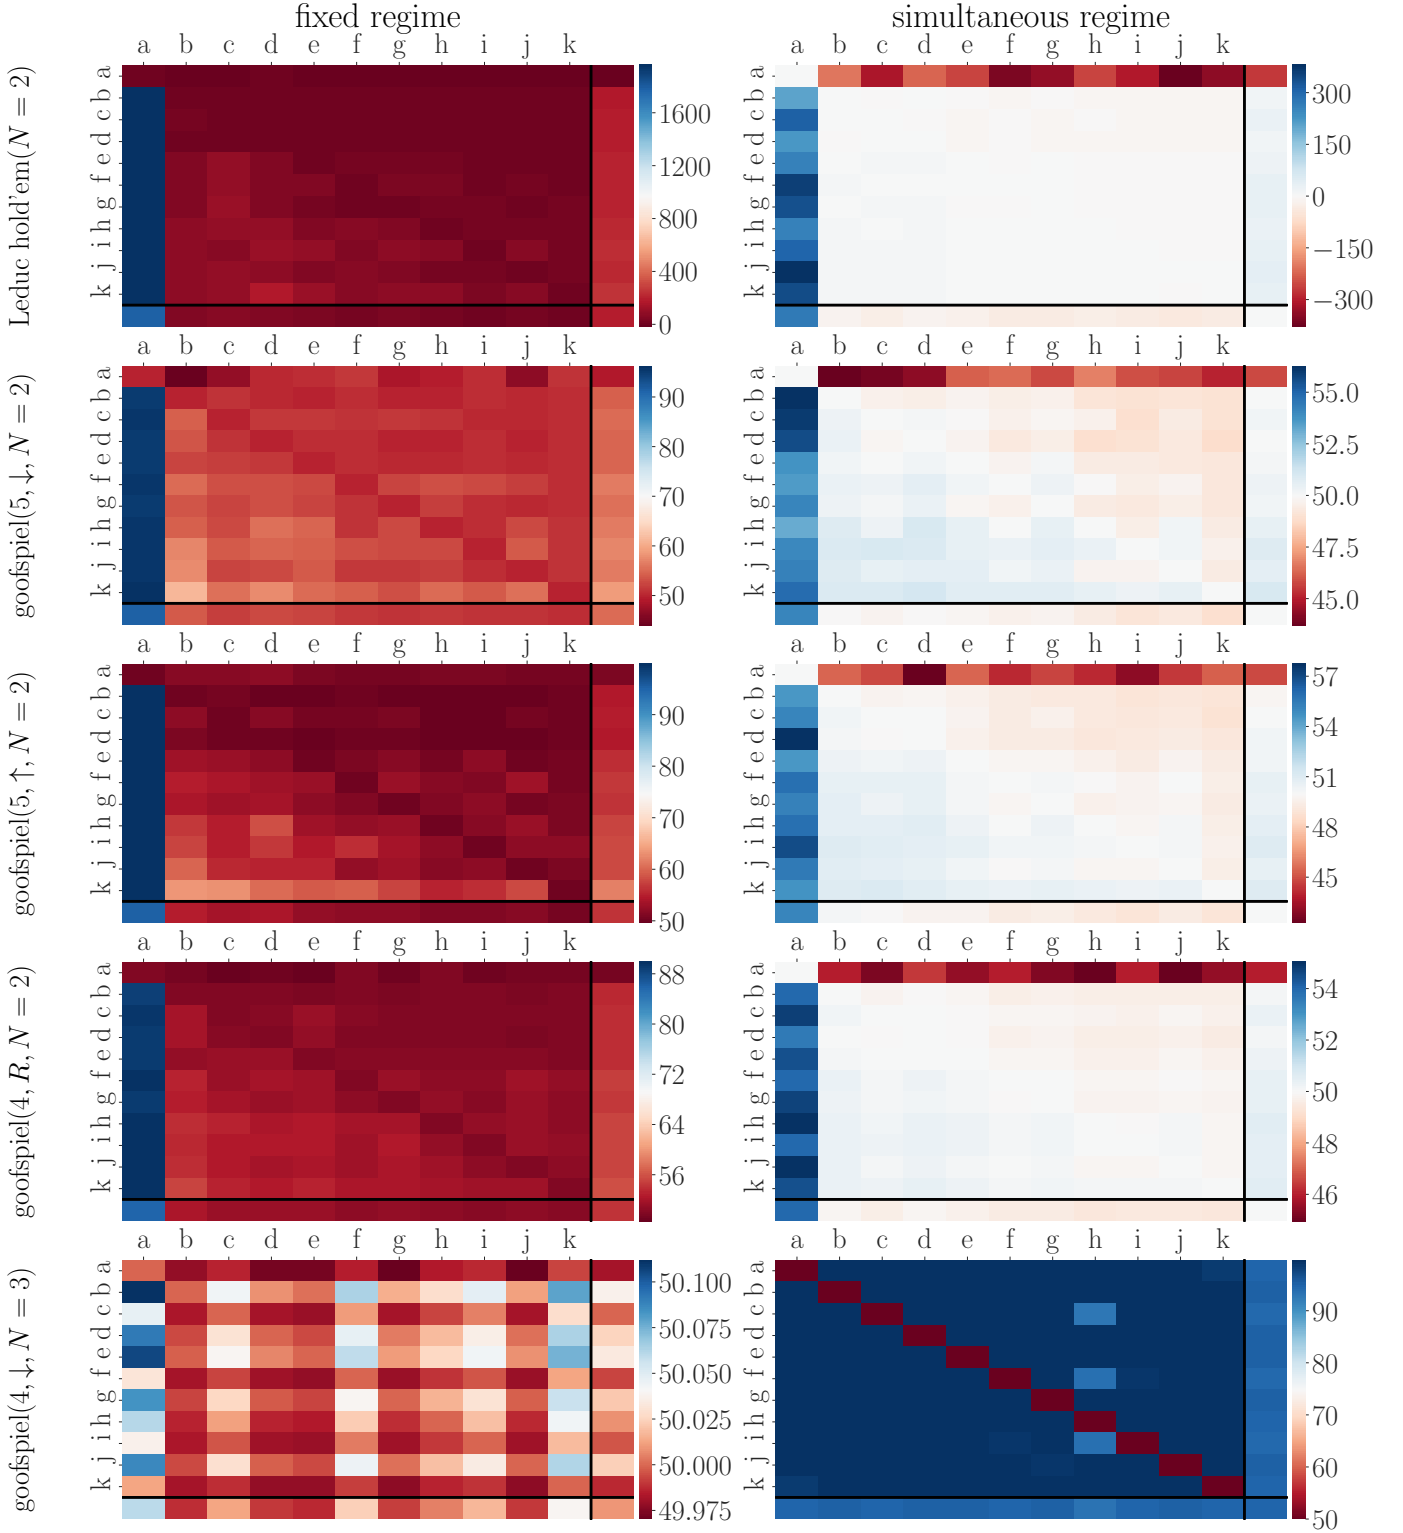 fixed regime
simultaneous regime
a b c d e f g h i j k
a b c d e f g h i j k
Leduc hold'em(N = 2)
a b c d e f g h i j k
1600
1200
800
400
0
a b c d e f g h i j k
300
150
0
−150
−300
a b c d e f g h i j k
a b c d e f g h i j k
goofspiel(5, ↓, N = 2)
a b c d e f g h i j k
90
80
70
60
50
a b c d e f g h i j k
55.0
52.5
50.0
47.5
45.0
a b c d e f g h i j k
a b c d e f g h i j k
goofspiel(5, ↑, N = 2)
a b c d e f g h i j k
90
80
70
60
50
a b c d e f g h i j k
57
54
51
48
45
a b c d e f g h i j k
a b c d e f g h i j k
goofspiel(4, R, N = 2)
a b c d e f g h i j k
88
80
72
64
56
a b c d e f g h i j k
54
52
50
48
46
a b c d e f g h i j k
a b c d e f g h i j k
goofspiel(4, ↓, N = 3)
a b c d e f g h i j k
50.100
50.075
50.050
50.025
50.000
49.975
a b c d e f g h i j k
90
80
70
60
50